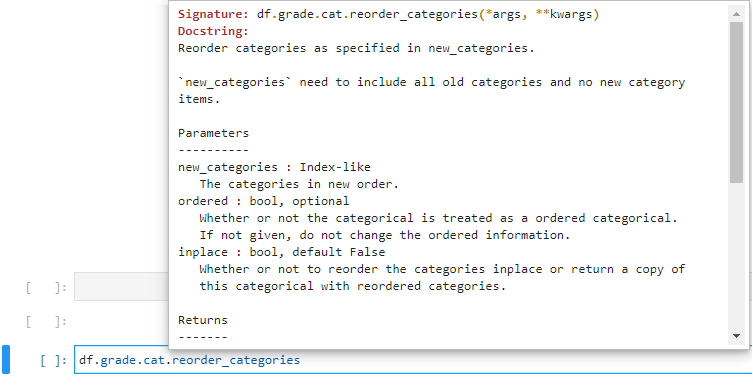 Signature: df.grade.cat.reorder_categories(*args, **kwargs)
Docstring:
Reorder categories as specified in new_categories.
`new_categories` need to include all old categories and no new category
items.
Parameters
----------
new_categories : Index-like
The categories in new order.
ordered : bool, optional
Whether or not the categorical is treated as a ordered categorical.
If not given, do not change the ordered information.
inplace : bool, default False
Whether or not to reorder the categories inplace or return a copy of
this categorical with reordered categories.
Returns
-------
[ ]:
[ ]:
[ ]: df.grade.cat.reorder_categories